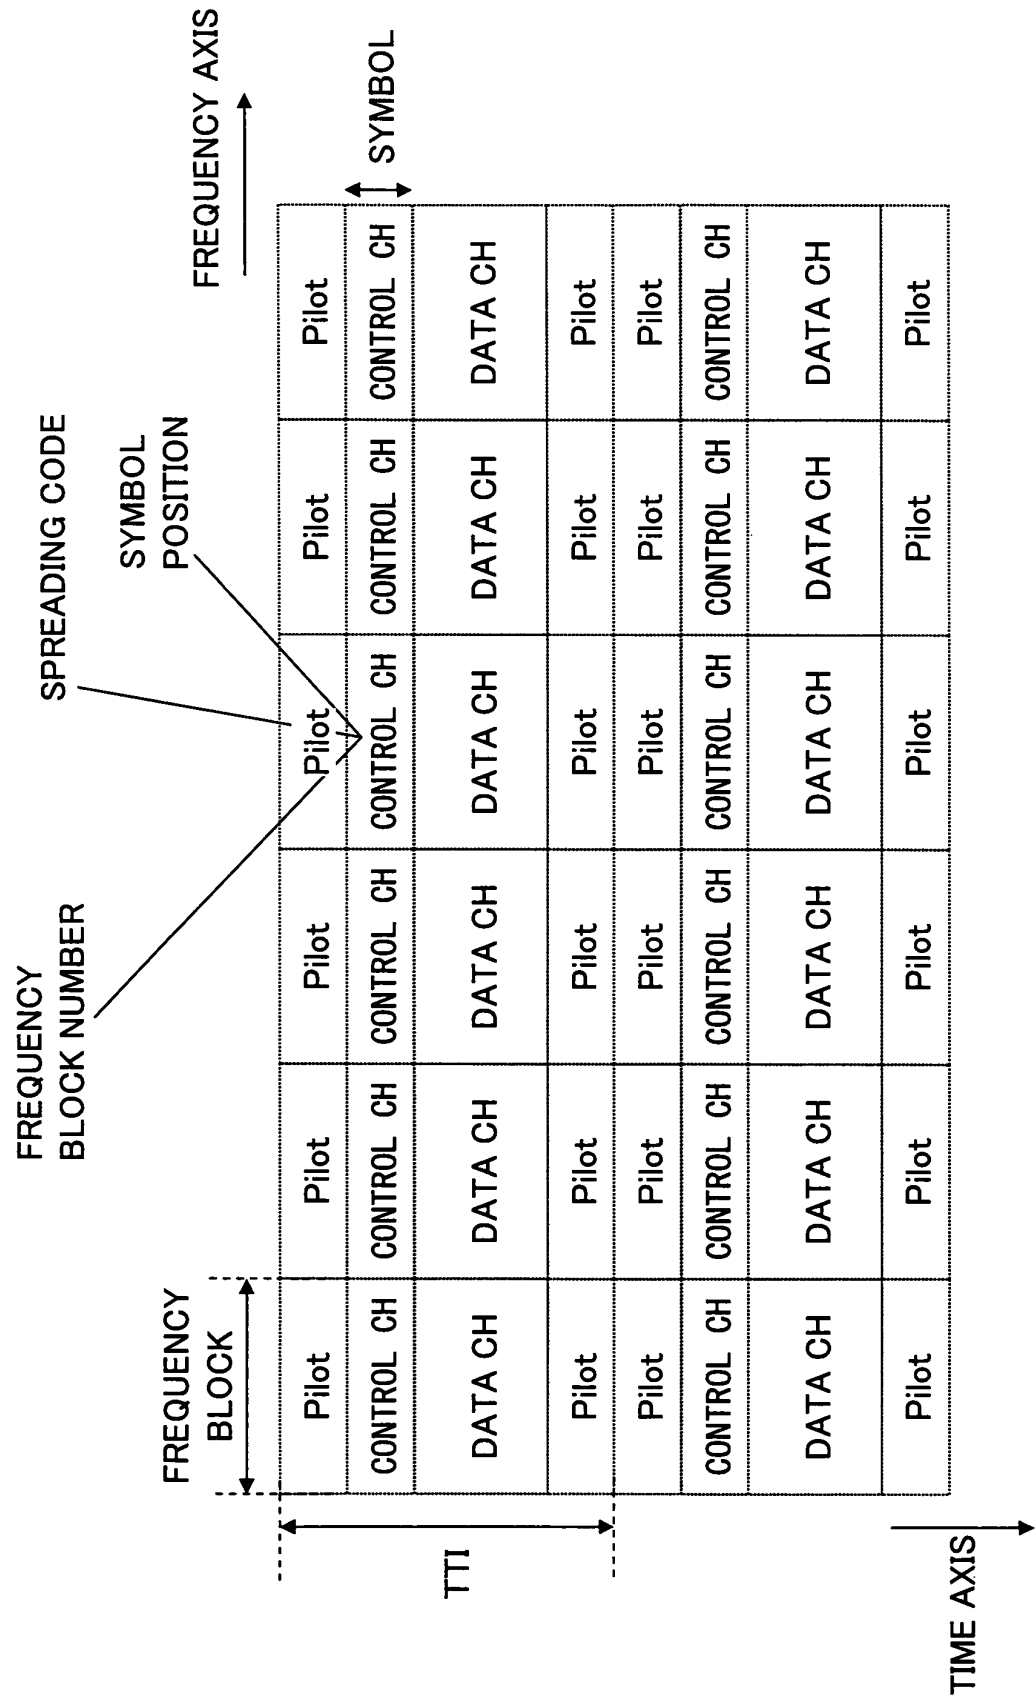 FREQUENCY
BLOCK NUMBER
SPREADING CODE
SYMBOL
POSITION
FREQUENCY
BLOCK
FREQUENCY AXIS
Pilot Pilot Pilot Pilot Pilot Pilot
CONTROL CH CONTROL CH CONTROL CH CONTROL CH CONTROL CH CONTROL CH
SYMBOL
TTI
DATA CH DATA CH DATA CH DATA CH DATA CH DATA CH
Pilot Pilot Pilot Pilot Pilot Pilot
Pilot Pilot Pilot Pilot Pilot Pilot
CONTROL CH CONTROL CH CONTROL CH CONTROL CH CONTROL CH CONTROL CH
DATA CH DATA CH DATA CH DATA CH DATA CH DATA CH
Pilot Pilot Pilot Pilot Pilot Pilot
TIME AXIS